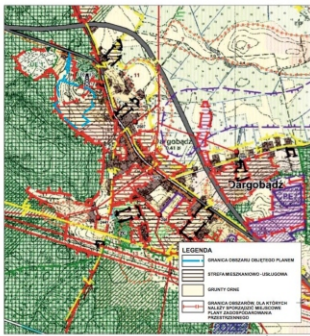 Dargobądz
Dargobądz
LEGENDA
GRANICA OBSZARU OBJĘTEGO PLANEM
STREFA MIESZKANIOWO - USŁUGOWA
GRUNTY ORNE
GRANICA OBSZARÓW, DLA KTÓRYCH
NALEŻY SPORZĄDZIĆ MIEJSCOWE
PLANY ZAGOSPODAROWANIA
PRZESTRZENNEGO